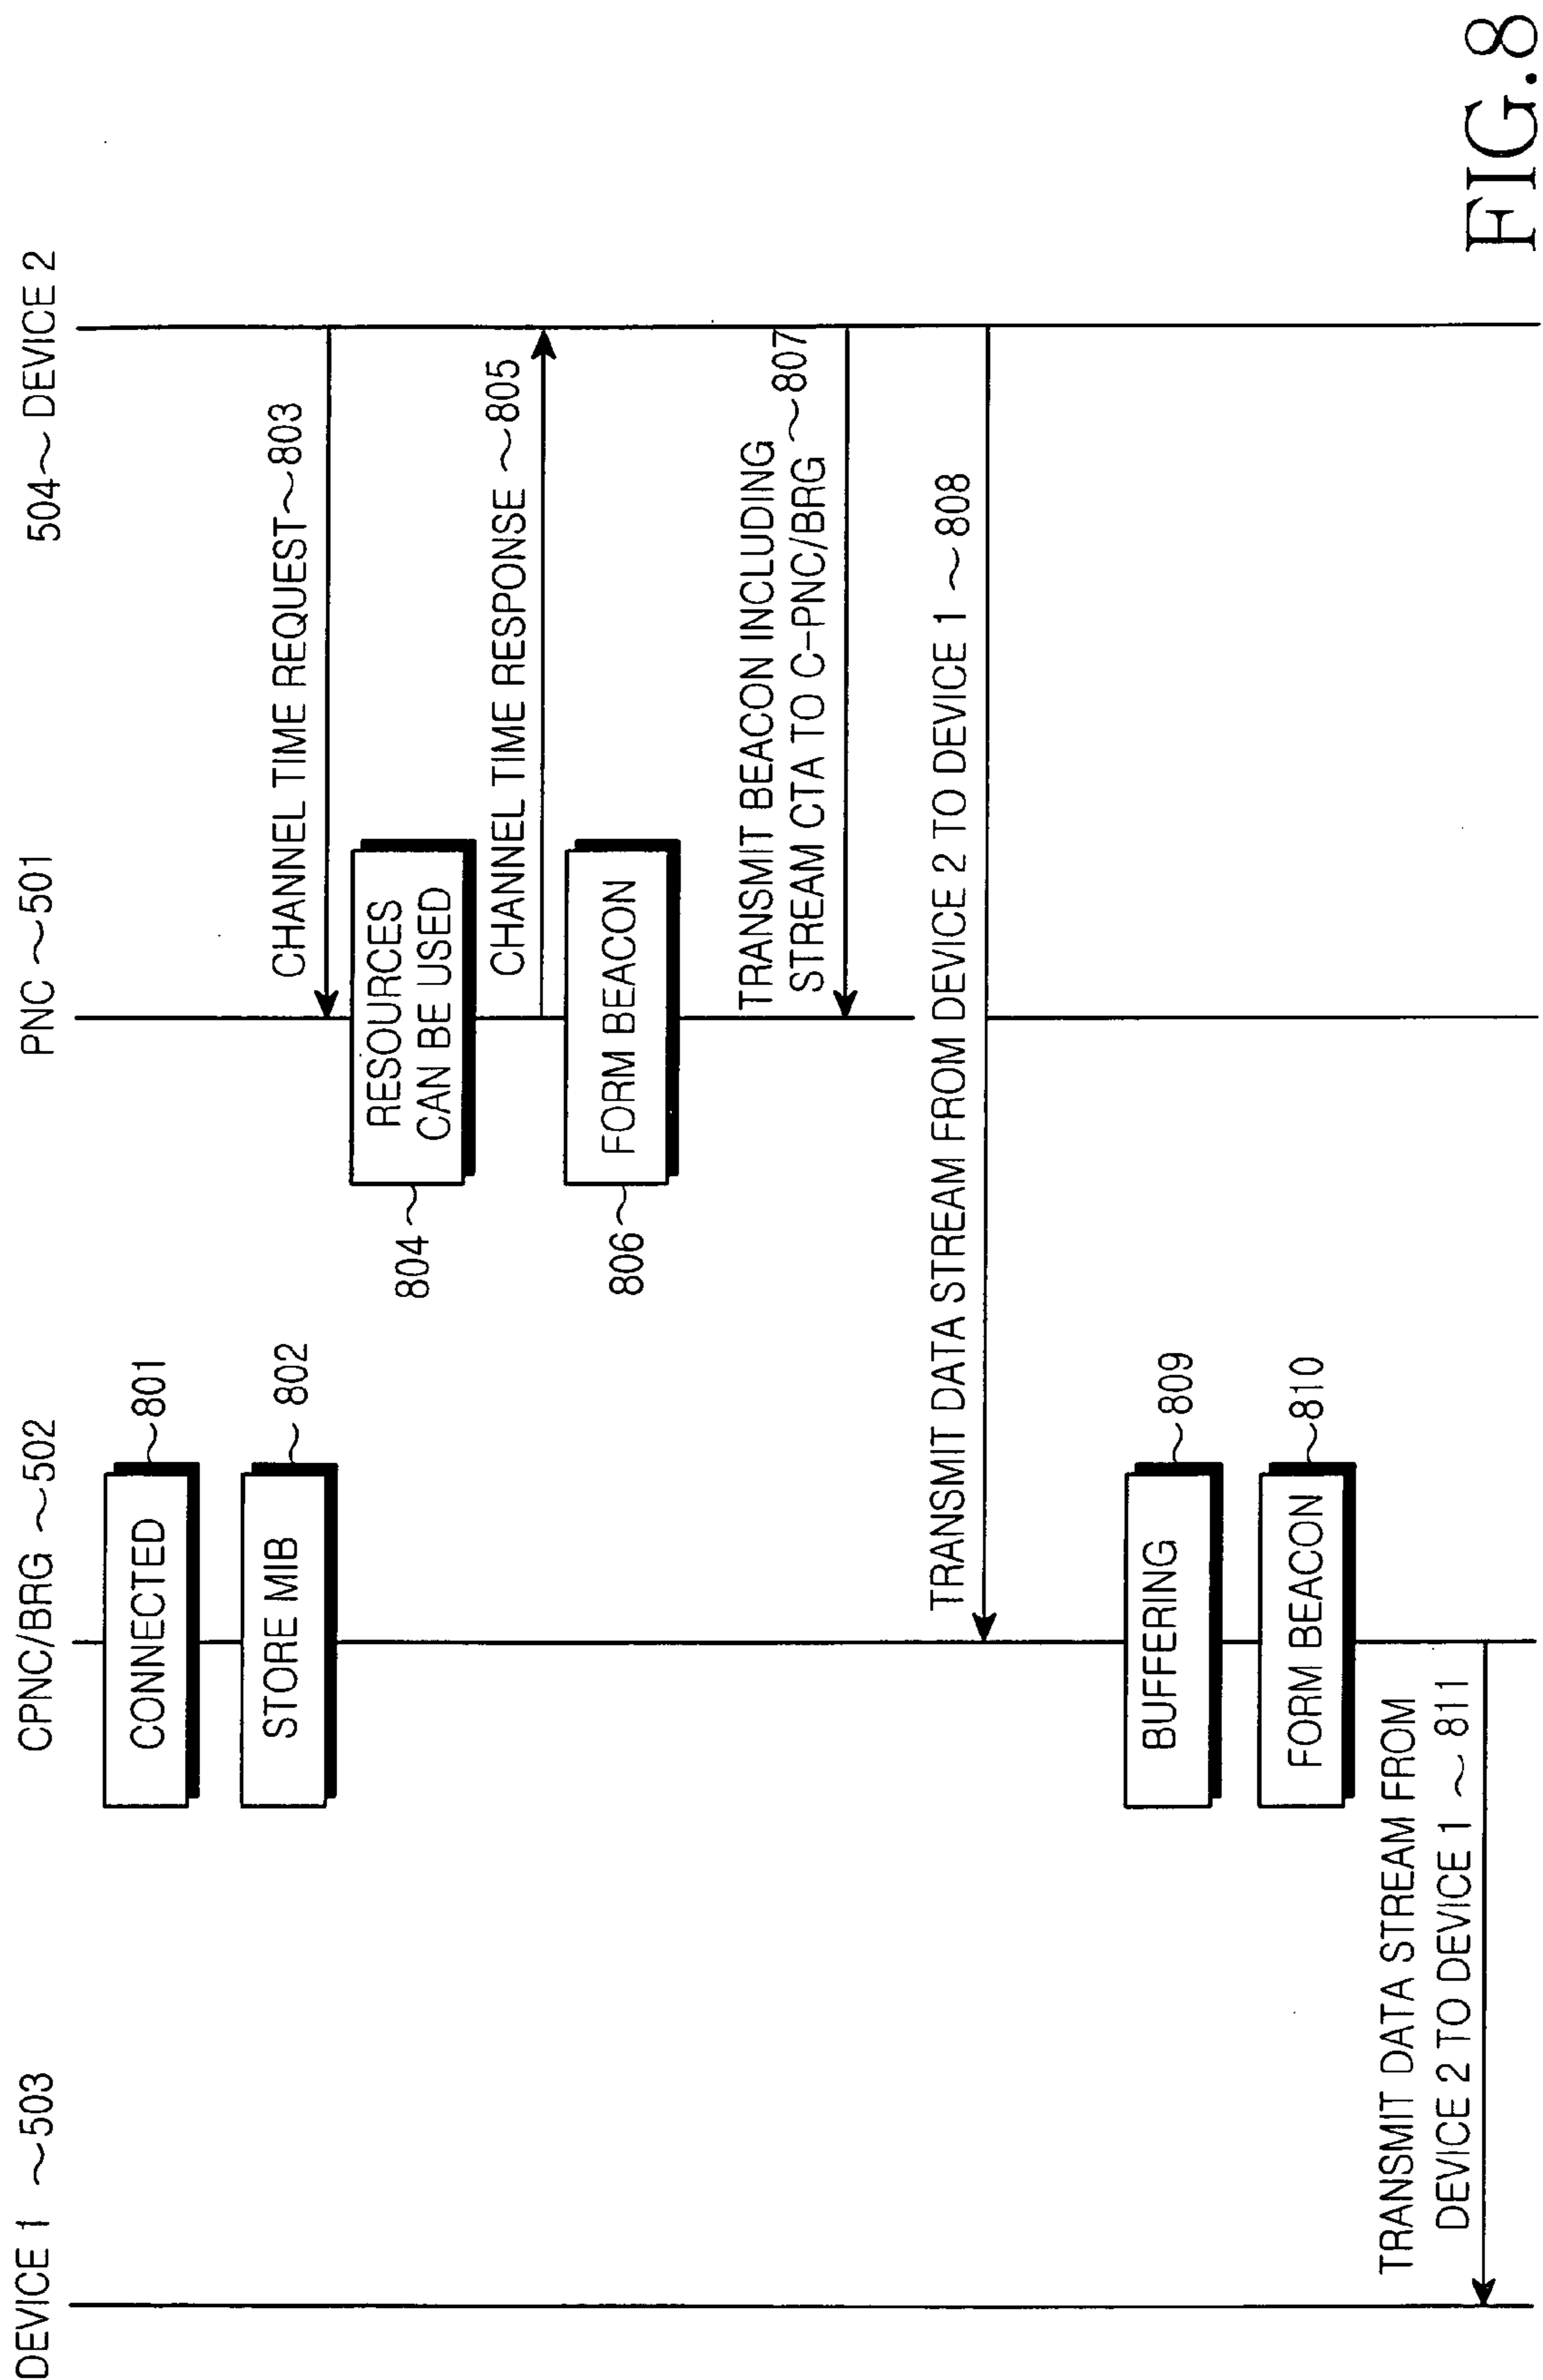 DEVICE 1 ~503
CPNC/BRG ~502
PNC ~501
504~ DEVICE 2
CONNECTED
~801
STORE MIB
~802
CHANNEL TIME REQUEST~803
RESOURCES
CAN BE USED
804~
CHANNEL TIME RESPONSE ~805
FORM BEACON
806~
TRANSMIT BEACON INCLUDING
STREAM CTA TO C-PNC/BRG ~807
TRANSMIT DATA STREAM FROM DEVICE 2 TO DEVICE 1 ~808
BUFFERING
~809
FORM BEACON
~810
TRANSMIT DATA STREAM FROM
DEVICE 2 TO DEVICE 1 ~811
FIG.8